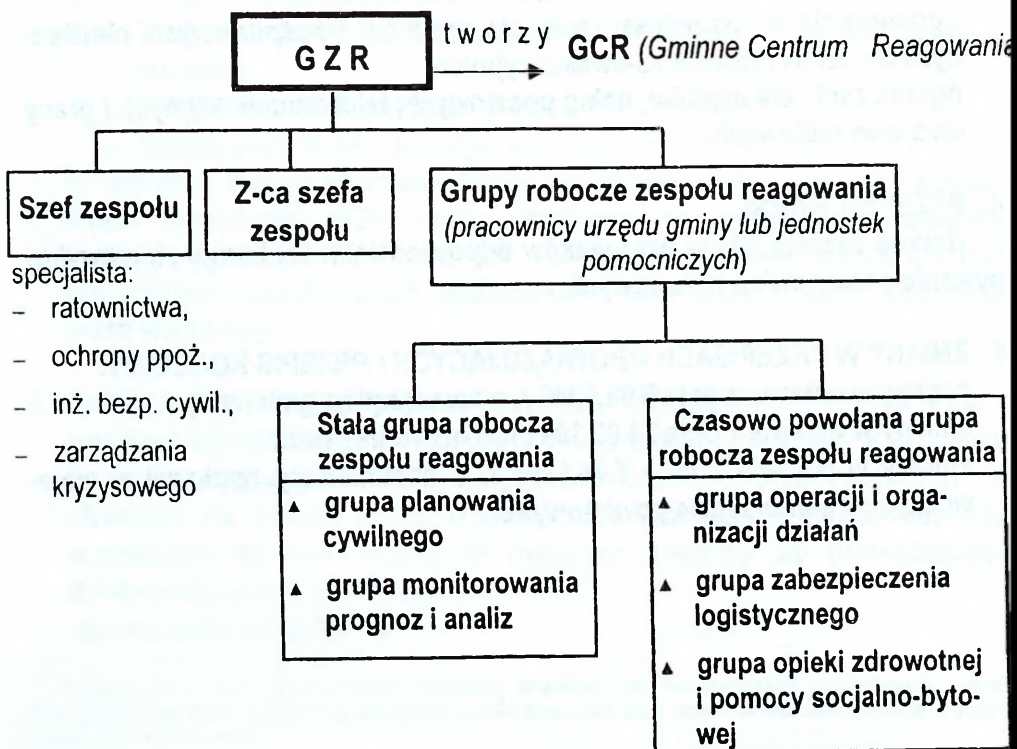 G Z R
tworzy GCR (Gminne Centrum Reagowania
Szef zespołu
Z-ca szefa
zespołu
Grupy robocze zespołu reagowania
(pracownicy urzędu gminy lub jednostek
pomocniczych)
specjalista:
– ratownictwa,
– ochrony ppoż.,
– inż. bezp. cywil.,
– zarządzania
kryzysowego
Stała grupa robocza
zespołu reagowania
▲ grupa planowania
cywilnego
▲ grupa monitorowania
prognoz i analiz
Czasowo powołana grupa
robocza zespołu reagowania
▲ grupa operacji i orga-
nizacji działań
▲ grupa zabezpieczenia
logistycznego
▲ grupa opieki zdrowotnej
i pomocy socjalno-byto-
wej